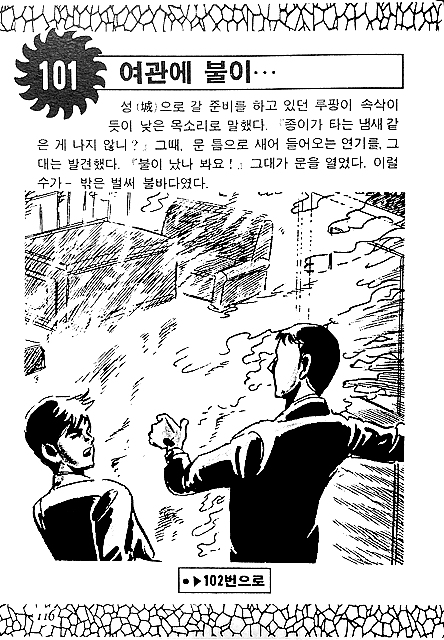 101 여관에 불이…
성(城)으로 갈 준비를 하고 있던 루팡이 속삭이
듯이 낮은 목소리로 말했다. 『종이가 타는 냄새 같
은 게 나지 않니?』 그때, 문 틈으로 새어 들어오는 연기를, 그
대는 발견했다. 『불이 났나 봐요!』 그대가 문을 열었다. 이럴
수가― 밖은 벌써 불바다였다.
●▶102번으로
116